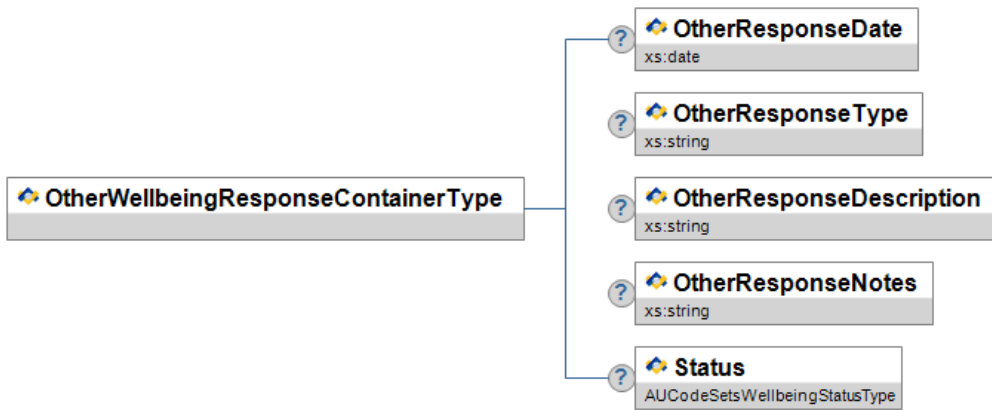 ? OtherResponseDate
xs:date
? OtherResponseType
xs:string
OtherWellbeingResponseContainerType
? OtherResponseDescription
xs:string
? OtherResponseNotes
xs:string
? Status
AUCodeSetsWellbeingStatusType